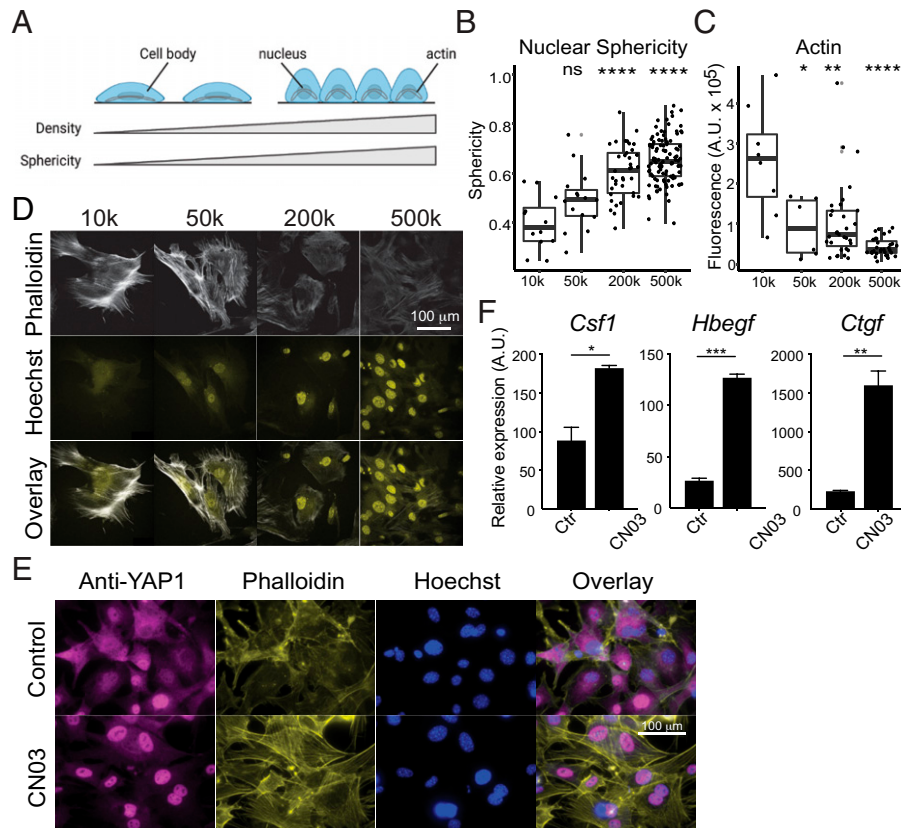 A
Cell body
nucleus
actin
Density
Sphericity
B
Nuclear Sphericity
ns
****
****
Sphericity
1.0
0.8
0.6
0.4
10k
50k
200k
500k
C
Actin
*
**
****
Fluorescence (A.U. x 10⁵)
4
3
2
1
0
10k
50k
200k
500k
D
10k
50k
200k
500k
Phalloidin
100 µm
Hoechst
Overlay
F
Csf1
Hbegf
Ctgf
Relative expression (A.U.)
200
150
100
50
0
*
Ctr
CN03
150
100
50
0
***
Ctr
CN03
2000
1500
1000
500
0
**
Ctr
CN03
E
Anti-YAP1
Phalloidin
Hoechst
Overlay
Control
CN03
100 µm